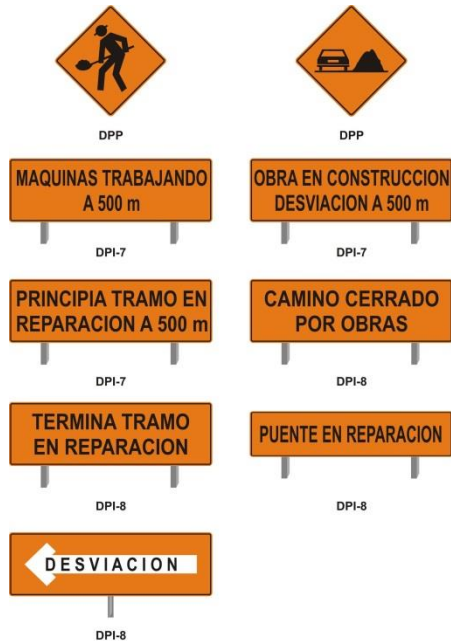 DPP
DPP
MAQUINAS TRABAJANDO
A 500 m
DPI-7
OBRA EN CONSTRUCCION
DESVIACION A 500 m
DPI-7
PRINCIPIA TRAMO EN
REPARACION A 500 m
DPI-7
CAMINO CERRADO
POR OBRAS
DPI-8
TERMINA TRAMO
EN REPARACION
DPI-8
PUENTE EN REPARACION
DPI-8
DESVIACION
DPI-8